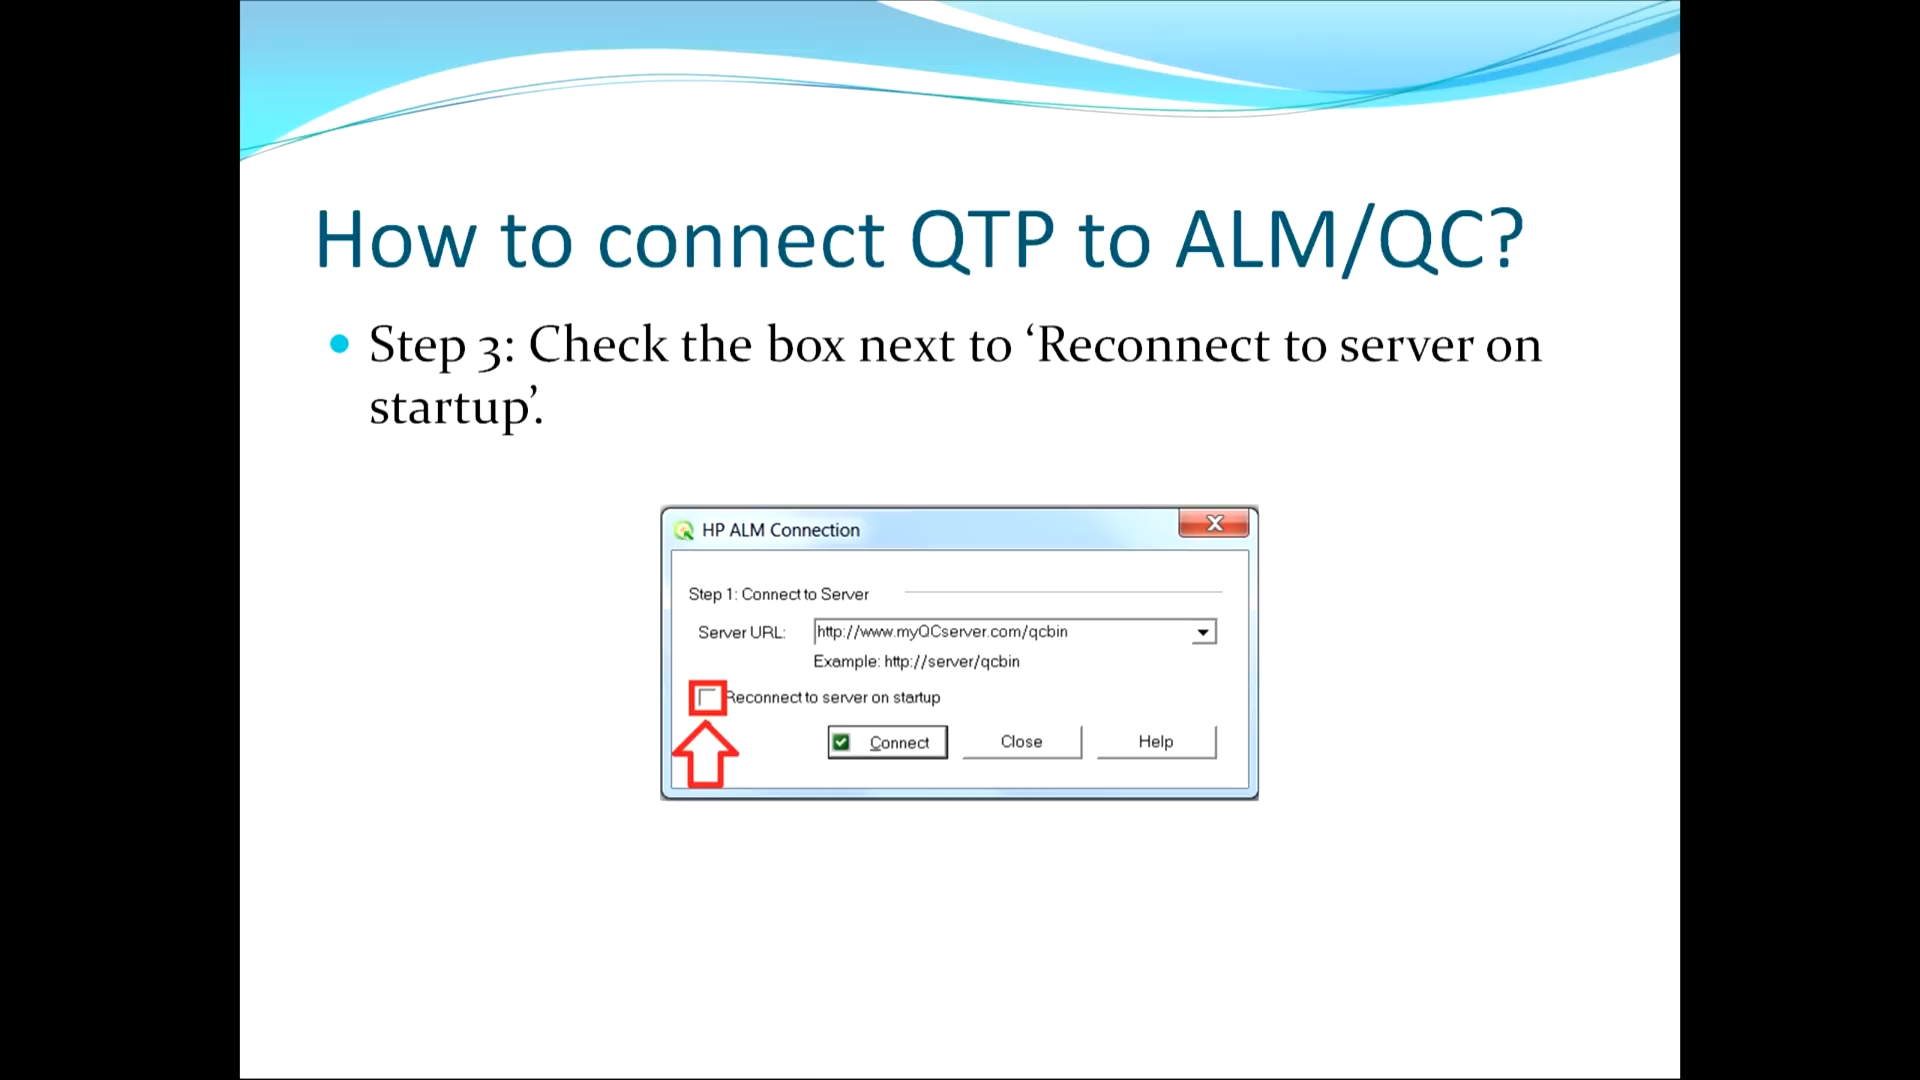 How to connect QTP to ALM/QC?
• Step 3: Check the box next to ‘Reconnect to server on
startup’.
HP ALM Connection
Step 1: Connect to Server
Server URL: http://www.myQCserver.com/qcbin
Example: http://server/qcbin
Reconnect to server on startup
Connect Close Help